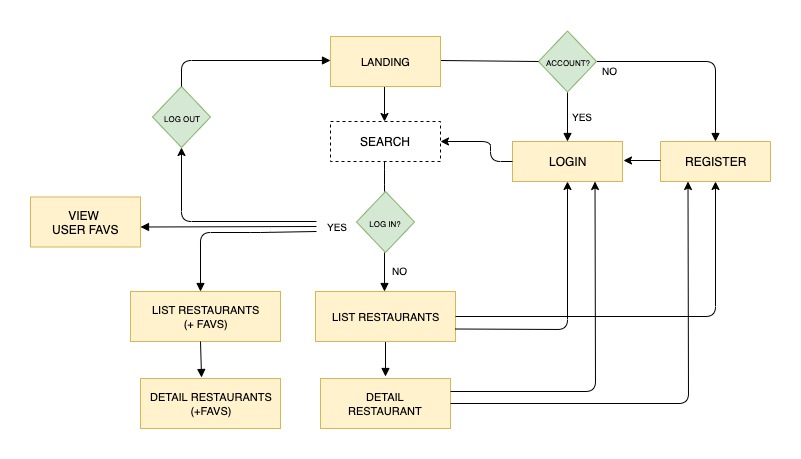 LANDING
ACCOUNT?
NO
LOG OUT
YES
SEARCH
LOGIN
REGISTER
VIEW
USER FAVS
YES
LOG IN?
NO
LIST RESTAURANTS
(+ FAVS)
LIST RESTAURANTS
DETAIL RESTAURANTS
(+FAVS)
DETAIL
RESTAURANT